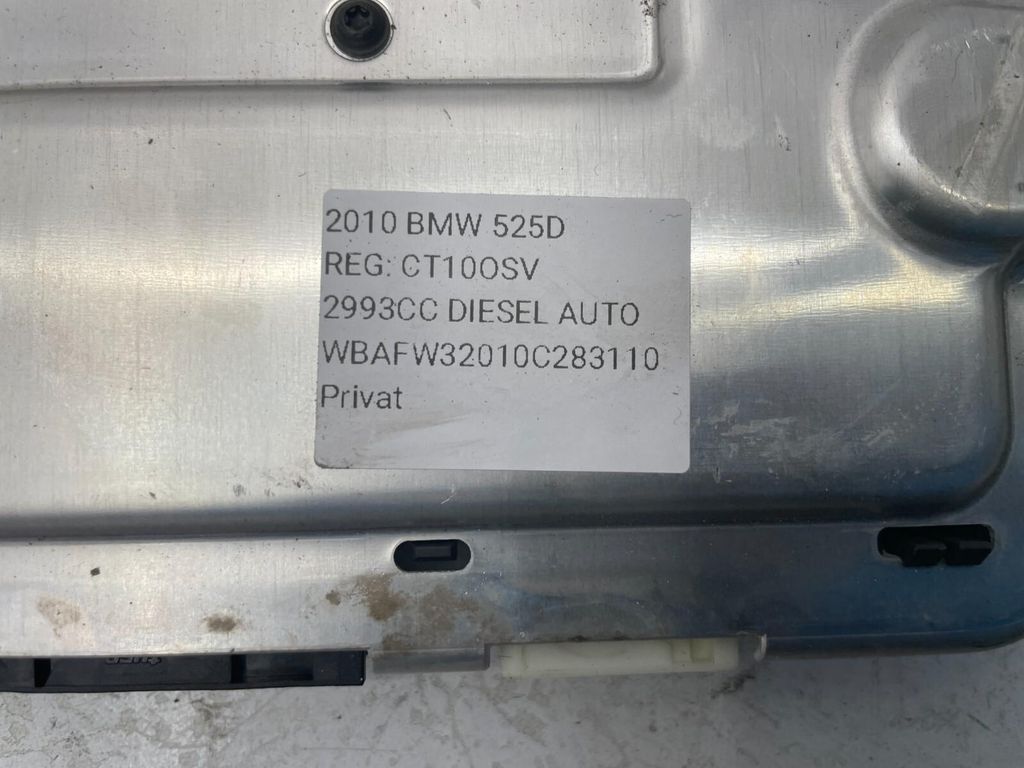 2010 BMW 525D
REG: CT10OSV
2993CC DIESEL AUTO
WBAFW32010C283110
Privat